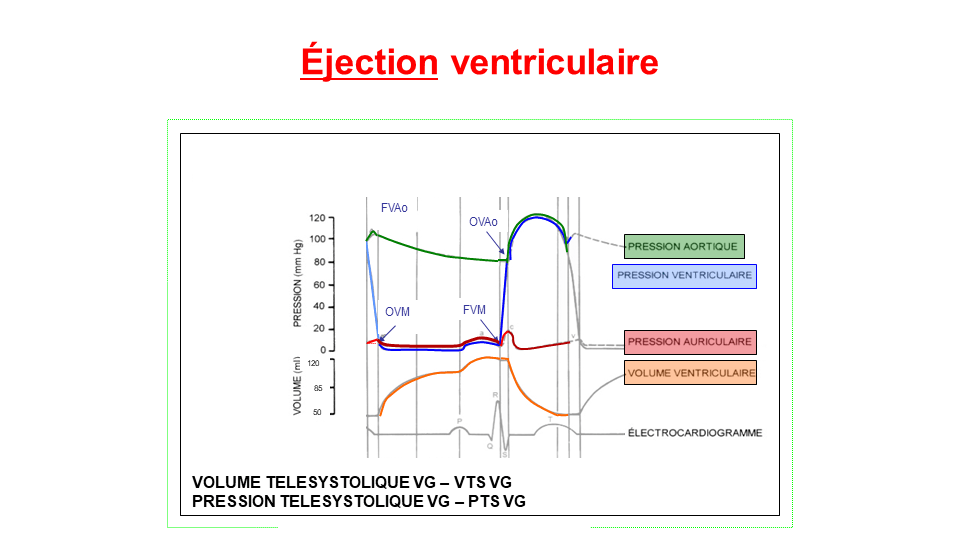 Éjection ventriculaire
FVAo
OVAo
120
100
80
60
40
20
0
PRESSION (mm Hg)
PRESSION AORTIQUE
PRESSION VENTRICULAIRE
OVM
FVM
a
c
v
PRESSION AURICULAIRE
120
85
50
VOLUME (ml)
VOLUME VENTRICULAIRE
P
Q
R
S
T
ÉLECTROCARDIOGRAMME
VOLUME TELESYSTOLIQUE VG – VTS VG
PRESSION TELESYSTOLIQUE VG – PTS VG